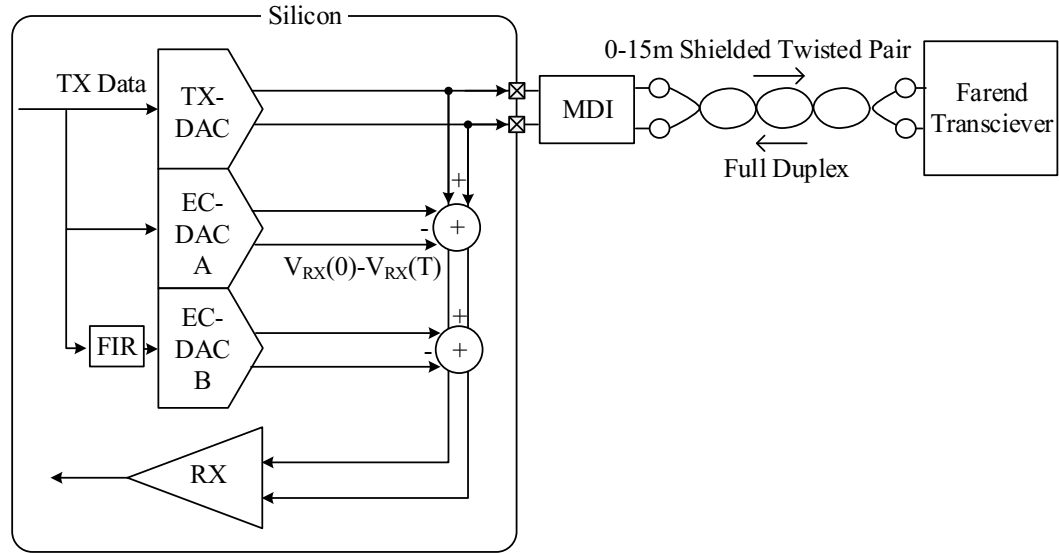 Silicon
0-15m Shielded Twisted Pair
TX Data
TX-
DAC
MDI
Farend
Transciever
Full Duplex
+
EC-
DAC
A
-
+
V_RX(0)-V_RX(T)
+
EC-
DAC
B
FIR
-
+
RX